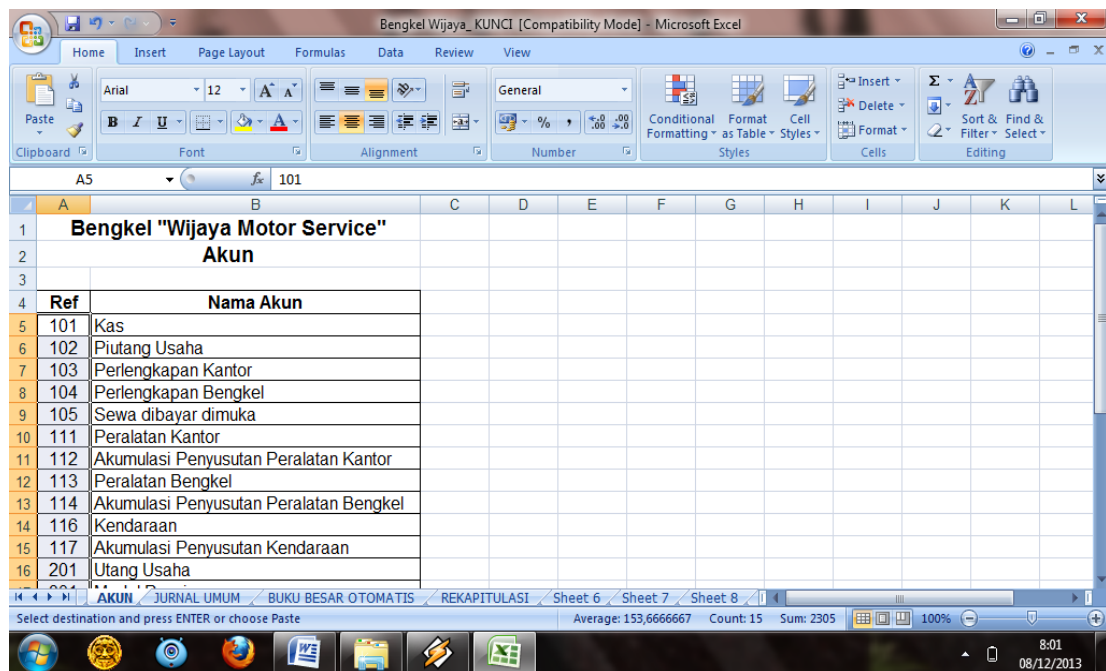 Bengkel Wijaya_ KUNCI [Compatibility Mode] - Microsoft Excel
Home Insert Page Layout Formulas Data Review View
Paste
Arial 12 A A
General
Conditional Formatting
Format as Table
Cell Styles
Insert
Delete
Format
Sort & Filter
Find & Select
B I U A % , .00 .0
Clipboard Font Alignment Number Styles Cells Editing
A5 fx 101
A B C D E F G H I J K L
1 Bengkel "Wijaya Motor Service"
2 Akun
3
4 Ref Nama Akun
5 101 Kas
6 102 Piutang Usaha
7 103 Perlengkapan Kantor
8 104 Perlengkapan Bengkel
9 105 Sewa dibayar dimuka
10 111 Peralatan Kantor
11 112 Akumulasi Penyusutan Peralatan Kantor
12 113 Peralatan Bengkel
13 114 Akumulasi Penyusutan Peralatan Bengkel
14 116 Kendaraan
15 117 Akumulasi Penyusutan Kendaraan
16 201 Utang Usaha
AKUN JURNAL UMUM BUKU BESAR OTOMATIS REKAPITULASI Sheet 6 Sheet 7 Sheet 8
Select destination and press ENTER or choose Paste Average: 153,6666667 Count: 15 Sum: 2305 100%
8:01
08/12/2013